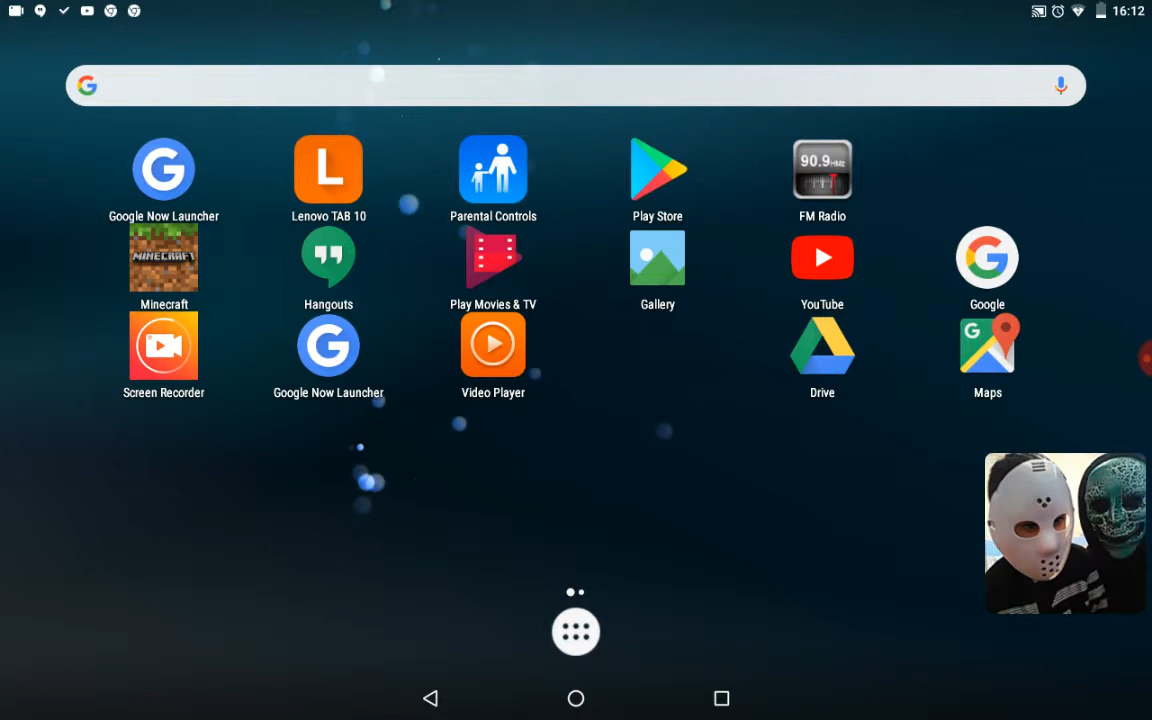 16:12
G
Google Now Launcher
L
Lenovo TAB 10
Parental Controls
Play Store
90.9 HMz
FM Radio
MINECRAFT
Minecraft
Hangouts
Play Movies & TV
Gallery
YouTube
G
Google
Screen Recorder
G
Google Now Launcher
Video Player
Drive
G
Maps